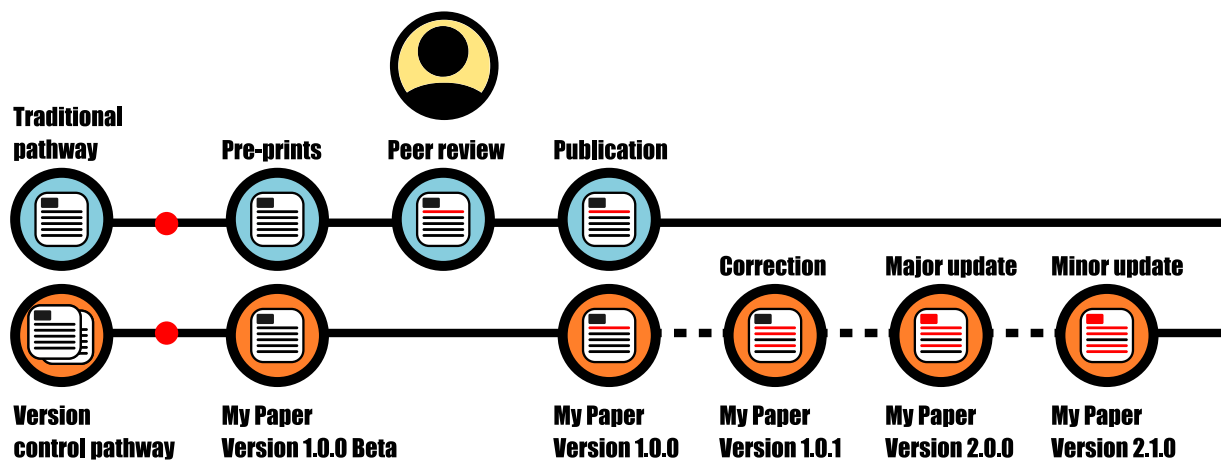 Traditional
pathway
Pre-prints
Peer review
Publication
Correction
Major update
Minor update
Version
control pathway
My Paper
Version 1.0.0 Beta
My Paper
Version 1.0.0
My Paper
Version 1.0.1
My Paper
Version 2.0.0
My Paper
Version 2.1.0